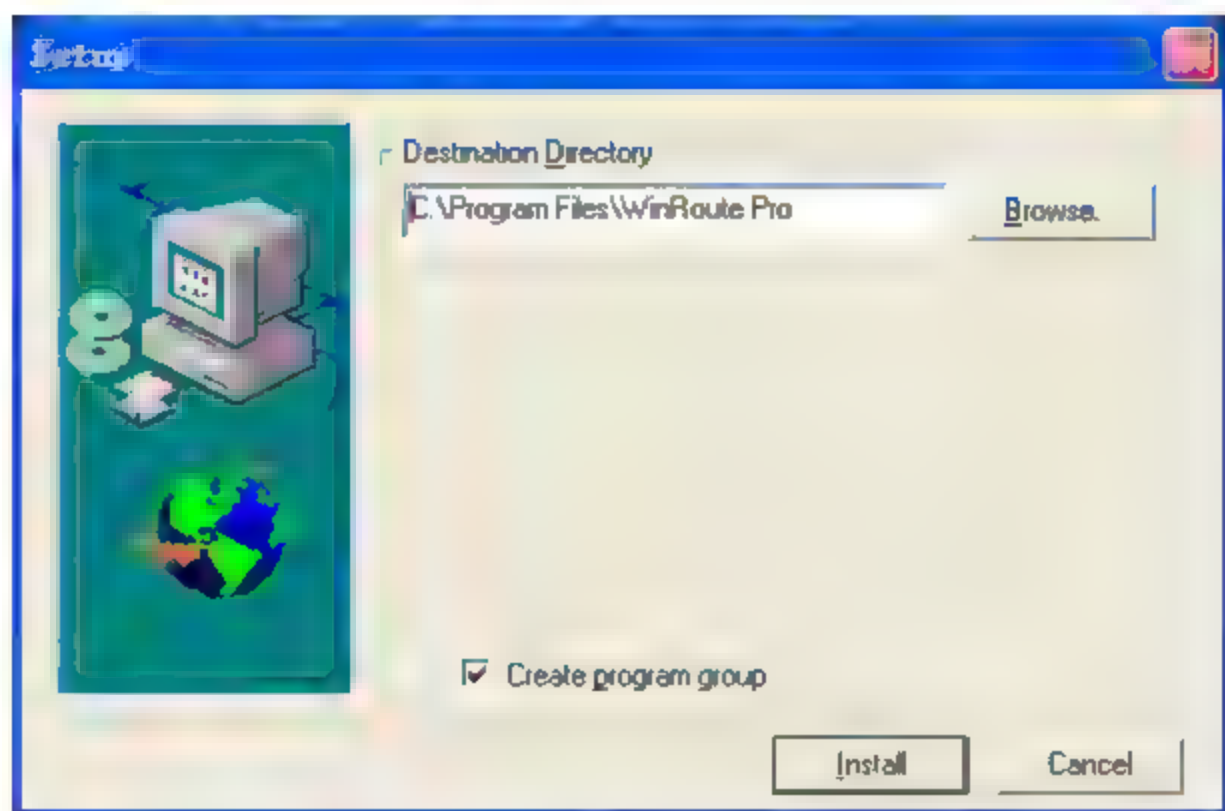 Setup
Destination Directory
C:\Program Files\WinRoute Pro
Browse.
Create program group
Install
Cancel